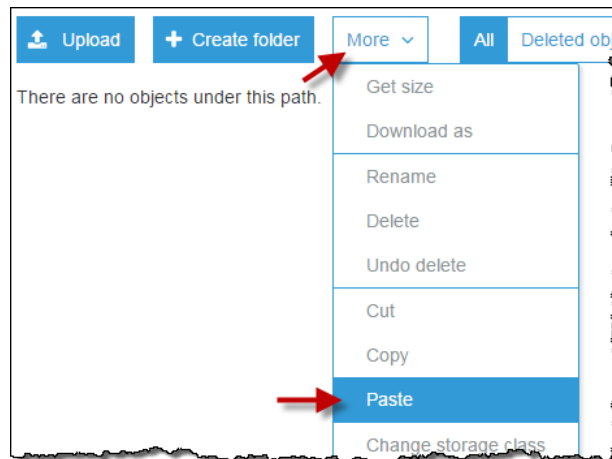 Upload Create folder More All Deleted
There are no objects under this path.
Get size
Download as
Rename
Delete
Undo delete
Cut
Copy
Paste
Change storage class